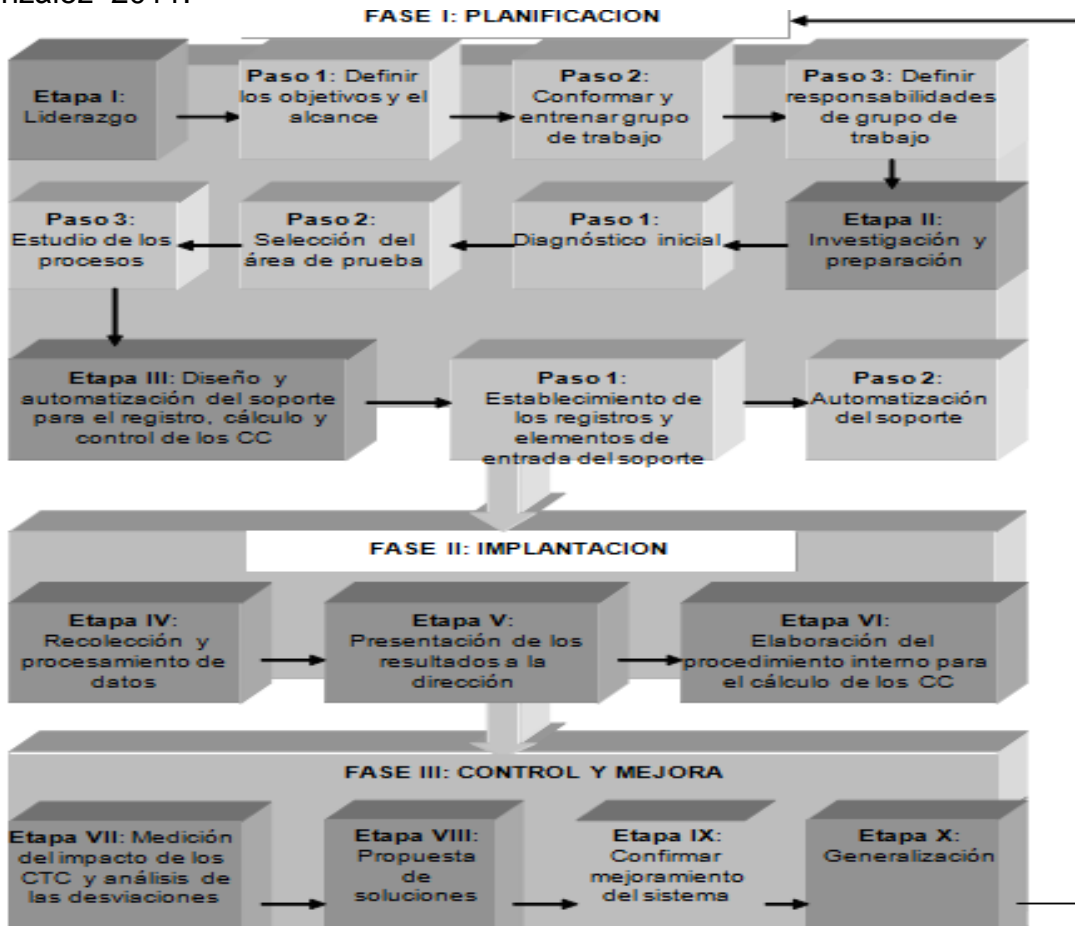 FASE I: PLANIFICACION
Etapa I:
Liderazgo
Paso 1: Definir
los objetivos y el
alcance
Paso 2:
Conformar y
entrenar grupo
de trabajo
Paso 3: Definir
responsabilidades
de grupo de
trabajo
Paso 3:
Estudio de los
procesos
Paso 2:
Selección del
área de prueba
Paso 1:
Diagnóstico inicial
Etapa II:
Investigación y
preparación
Etapa III: Diseño y
automatización del soporte
para el registro, cálculo y
control de los CC
Paso 1:
Establecimiento de
los registros y
elementos de
entrada del soporte
Paso 2:
Automatización
del soporte
FASE II: IMPLANTACION
Etapa IV:
Recolección y
procesamiento de
datos
Etapa V:
Presentación de los
resultados a la
dirección
Etapa VI:
Elaboración del
procedimiento interno para
el cálculo de los CC
FASE III: CONTROL Y MEJORA
Etapa VII: Medición
del impacto de los
CTC y análisis de
las desviaciones
Etapa VIII:
Propuesta
de
soluciones
Etapa IX:
Confirmar
mejoramiento
del sistema
Etapa X:
Generalización